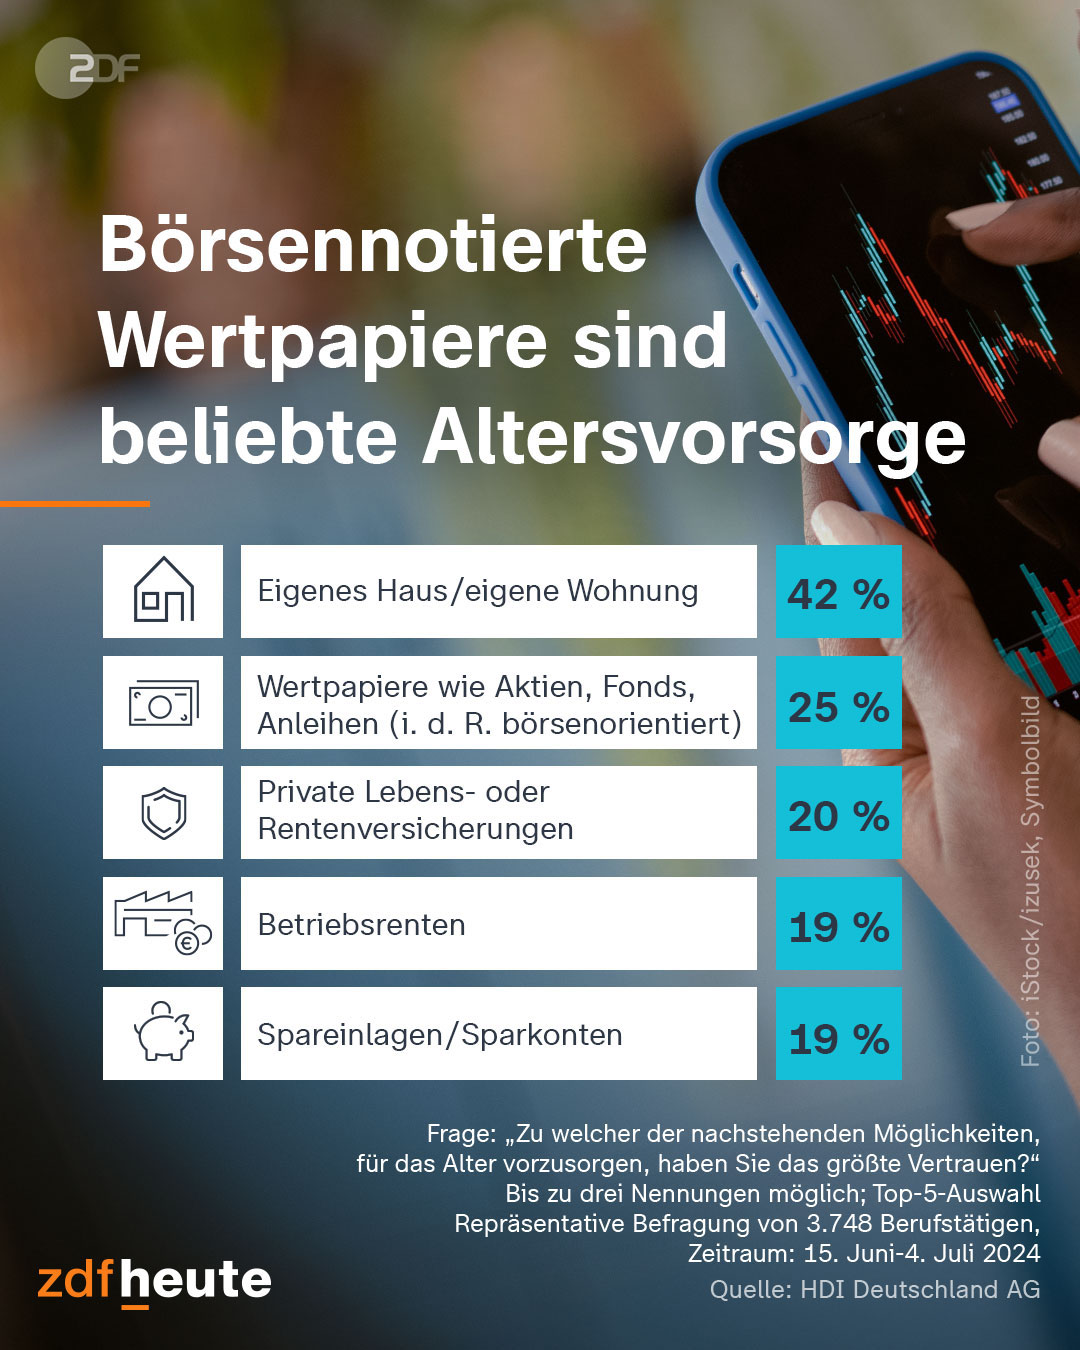 ZDF
Börsennotierte
Wertpapiere sind
beliebte Altersvorsorge
Eigenes Haus/eigene Wohnung
42 %
Wertpapiere wie Aktien, Fonds,
Anleihen (i. d. R. börsenorientiert)
25 %
Private Lebens- oder
Rentenversicherungen
20 %
Betriebsrenten
19 %
Spareinlagen/Sparkonten
19 %
Foto: iStock/izusek, Symbolbild
Frage: „Zu welcher der nachstehenden Möglichkeiten,
für das Alter vorzusorgen, haben Sie das größte Vertrauen?“
Bis zu drei Nennungen möglich; Top-5-Auswahl
Repräsentative Befragung von 3.748 Berufstätigen,
Zeitraum: 15. Juni-4. Juli 2024
Quelle: HDI Deutschland AG
zdfheute